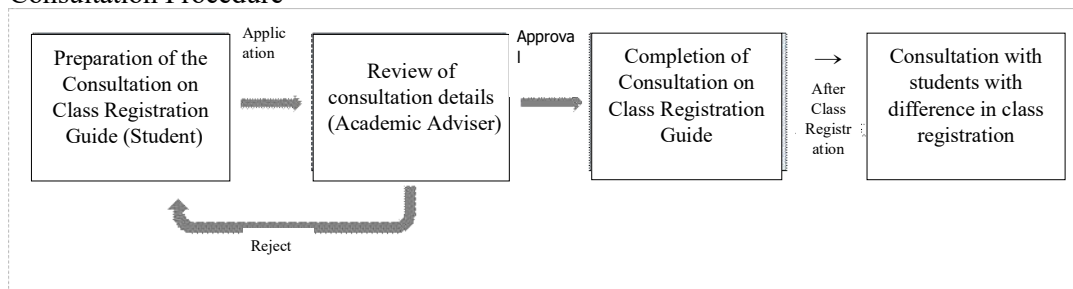 Consultation Procedure
Preparation of the
Consultation on
Class Registration
Guide (Student)
Applic
ation
Review of
consultation details
(Academic Adviser)
Approva
l
Completion of
Consultation on
Class Registration
Guide
→
After
Class
Registr
ation
Consultation with
students with
difference in class
registration
Reject